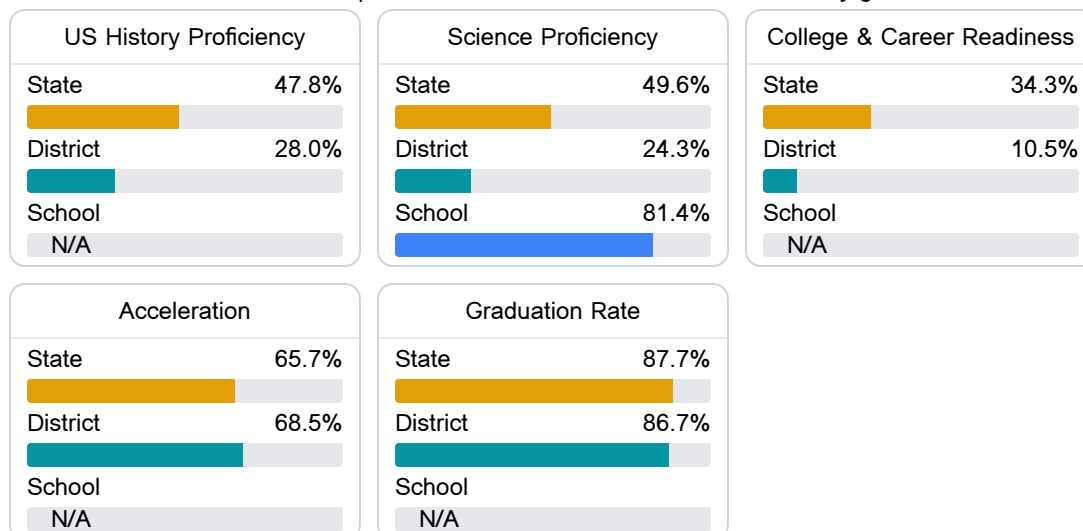 US History Proficiency
State 47.8%
District 28.0%
School
N/A
Science Proficiency
State 49.6%
District 24.3%
School 81.4%
College & Career Readiness
State 34.3%
District 10.5%
School
N/A
Acceleration
State 65.7%
District 68.5%
School
N/A
Graduation Rate
State 87.7%
District 86.7%
School
N/A